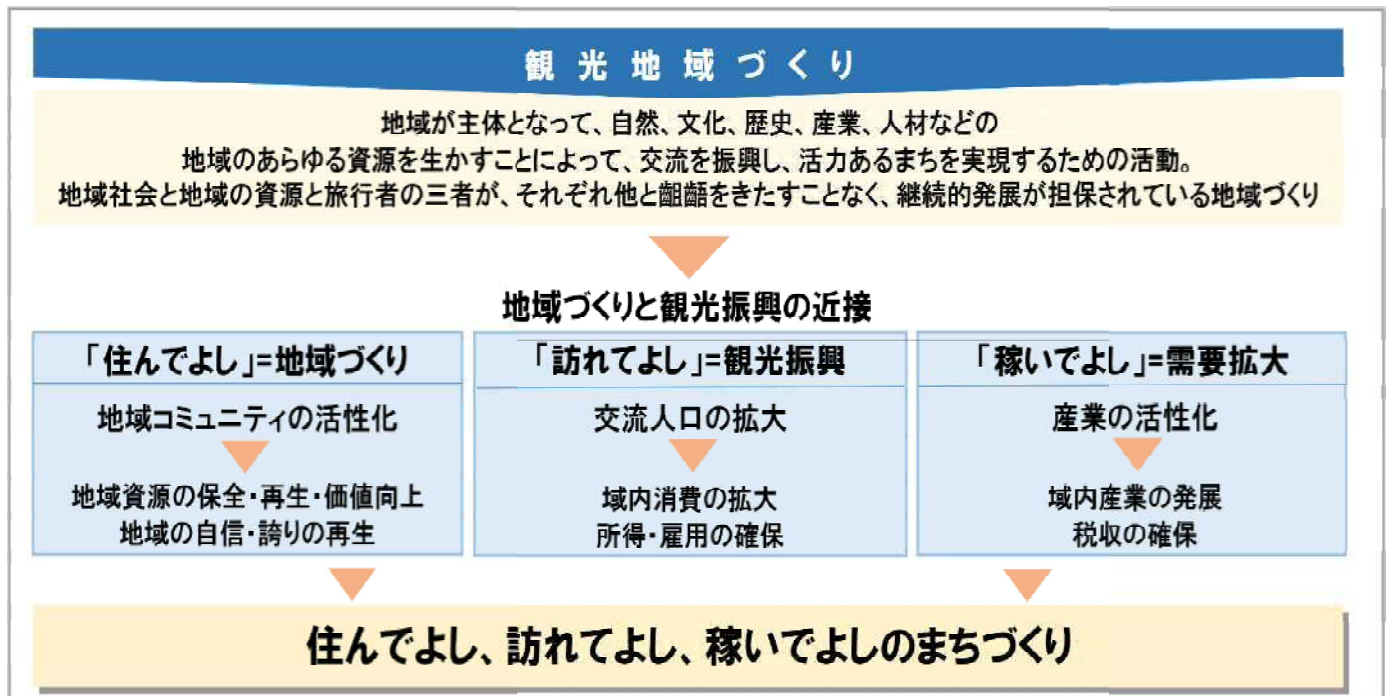 観光地域づくり
地域が主体となって、自然、文化、歴史、産業、人材などの
地域のあらゆる資源を生かすことによって、交流を振興し、活力あるまちを実現するための活動。
地域社会と地域の資源と旅行者の三者が、それぞれ他と齟齬をきたすことなく、継続的発展が担保されている地域づくり
地域づくりと観光振興の近接
「住んでよし」=地域づくり
地域コミュニティの活性化
地域資源の保全・再生・価値向上
地域の自信・誇りの再生
「訪れてよし」=観光振興
交流人口の拡大
域内消費の拡大
所得・雇用の確保
「稼いでよし」=需要拡大
産業の活性化
域内産業の発展
税収の確保
住んでよし、訪れてよし、稼いでよしのまちづくり